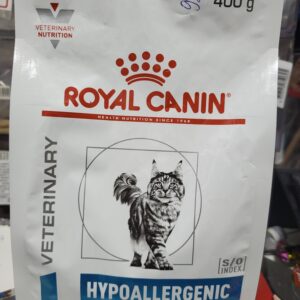 400 g
VETERINARY
NUTRITION
ROYAL CANIN
HEALTH NUTRITION SINCE 1968
VETERINARY
S/O
INDEX
HYPOALLERGENIC